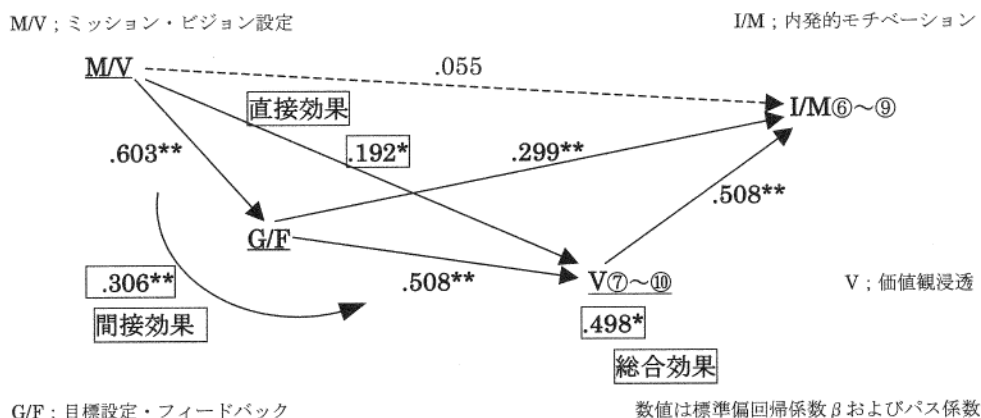 M/V；ミッション・ビジョン設定
I/M；内発的モチベーション
M/V
.055
I/M⑥～⑨
直接効果
.603**
.192*
.299**
.508**
G/F
.306**
.508**
V⑦～⑩
V；価値観浸透
間接効果
.498*
総合効果
G/F；目標設定・フィードバック
数値は標準偏回帰係数βおよびパス係数